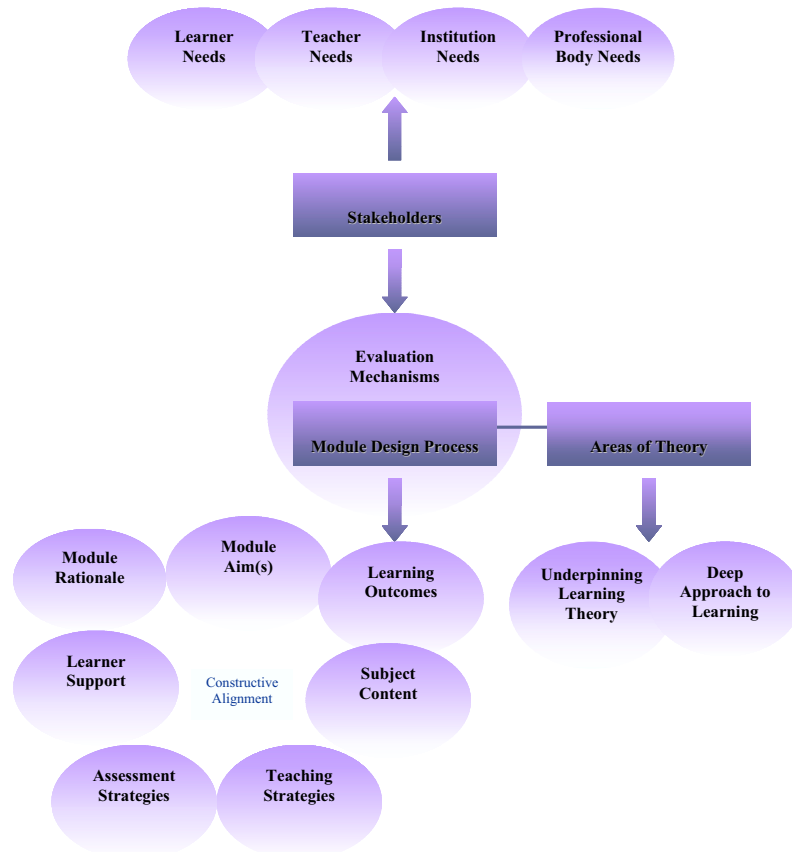 Learner
Needs
Teacher
Needs
Institution
Needs
Professional
Body Needs
Stakeholders
Evaluation
Mechanisms
Module Design Process
Areas of Theory
Module
Rationale
Module
Aim(s)
Learning
Outcomes
Underpinning
Learning
Theory
Deep
Approach to
Learning
Learner
Support
Constructive
Alignment
Subject
Content
Assessment
Strategies
Teaching
Strategies